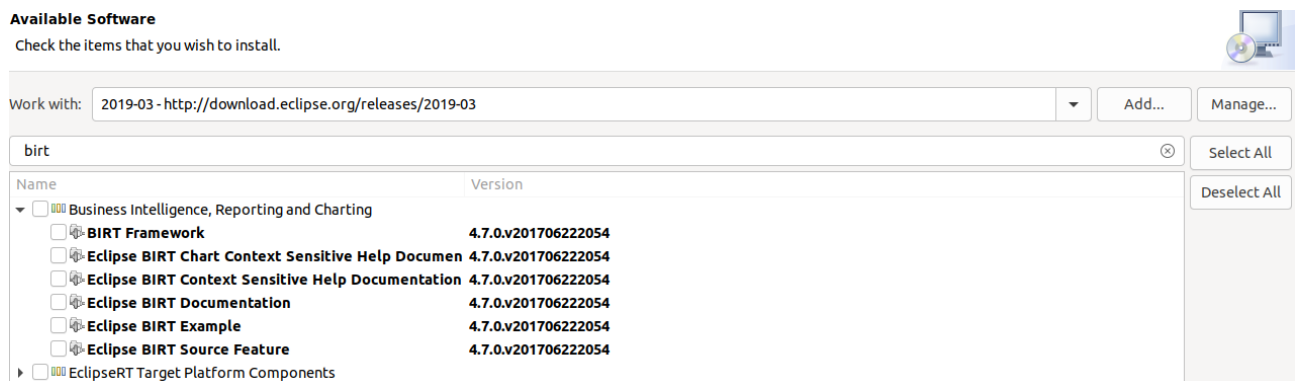 Available Software
Check the items that you wish to install.
Work with: 2019-03 - http://download.eclipse.org/releases/2019-03 Add... Manage...
birt Select All
Name Version Deselect All
Business Intelligence, Reporting and Charting
BIRT Framework 4.7.0.v201706222054
Eclipse BIRT Chart Context Sensitive Help Documen 4.7.0.v201706222054
Eclipse BIRT Context Sensitive Help Documentation 4.7.0.v201706222054
Eclipse BIRT Documentation 4.7.0.v201706222054
Eclipse BIRT Example 4.7.0.v201706222054
Eclipse BIRT Source Feature 4.7.0.v201706222054
EclipseRT Target Platform Components